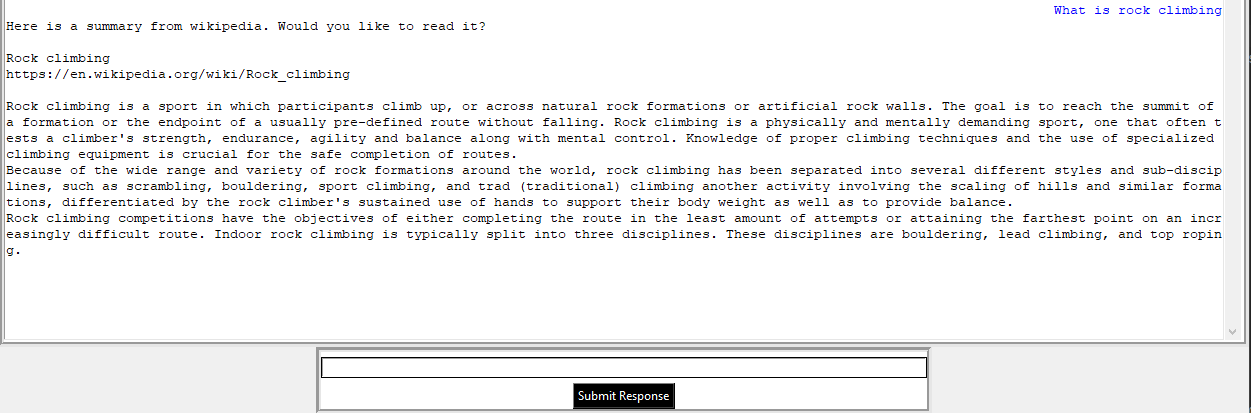 What is rock climbing
Here is a summary from wikipedia. Would you like to read it?
Rock climbing
https://en.wikipedia.org/wiki/Rock_climbing
Rock climbing is a sport in which participants climb up, or across natural rock formations or artificial rock walls. The goal is to reach the summit of
a formation or the endpoint of a usually pre-defined route without falling. Rock climbing is a physically and mentally demanding sport, one that often t
ests a climber's strength, endurance, agility and balance along with mental control. Knowledge of proper climbing techniques and the use of specialized
climbing equipment is crucial for the safe completion of routes.
Because of the wide range and variety of rock formations around the world, rock climbing has been separated into several different styles and sub-discip
lines, such as scrambling, bouldering, sport climbing, and trad (traditional) climbing another activity involving the scaling of hills and similar forma
tions, differentiated by the rock climber's sustained use of hands to support their body weight as well as to provide balance.
Rock climbing competitions have the objectives of either completing the route in the least amount of attempts or attaining the farthest point on an incr
easingly difficult route. Indoor rock climbing is typically split into three disciplines. These disciplines are bouldering, lead climbing, and top ropin
g.
Submit Response